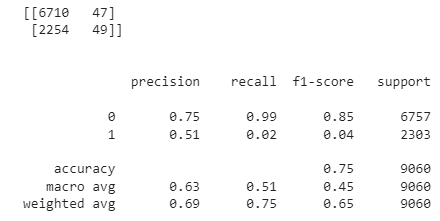 [[6710 47]
[2254 49]]
precision recall f1-score support
0 0.75 0.99 0.85 6757
1 0.51 0.02 0.04 2303
accuracy 0.75 9060
macro avg 0.63 0.51 0.45 9060
weighted avg 0.69 0.75 0.65 9060